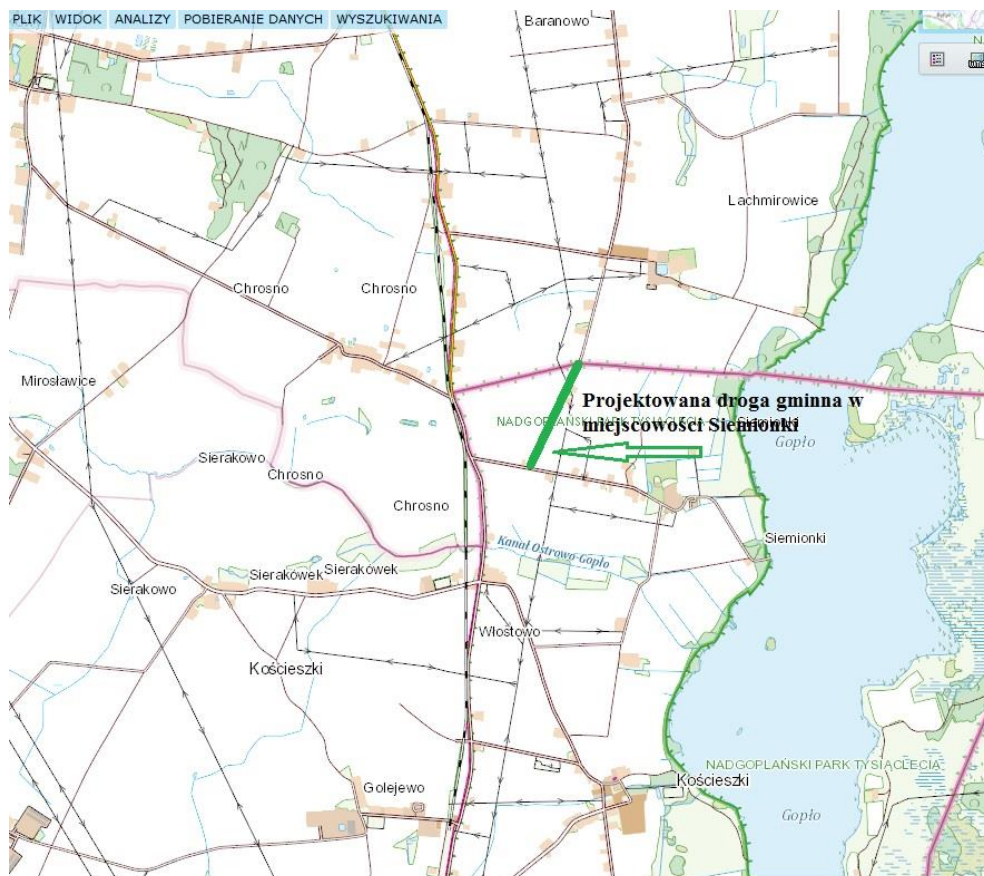 PLIK WIDOK ANALIZY POBIERANIE DANYCH WYSZUKIWANIA
Baranowo
Lachmirowice
Chrosno
Chrosno
Mirosławice
Projektowana droga gminna w
miejscowości Siemionki
NADGOPLAŃSKI PARK TYSIĄCLECIA
Siemionki
Gopło
Sierakowo
Chrosno
Chrosno
Kanał Ostrowo-Gopło
Siemionki
Sierakówek
Sierakówek
Sierakowo
Włostowo
Kościeszki
NADGOPLAŃSKI PARK TYSIĄCLECIA
Kościeszki
Golejewo
Gopło